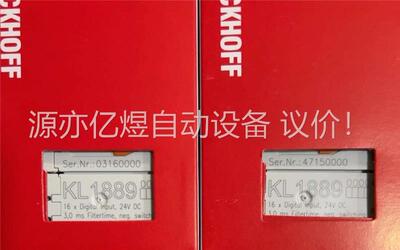 CKHOFF
CKHOFF
源亦亿煜自动设备 议价！
Ser.Nr.: 03160000
KL1889
16 x Digital Input, 24V DC
3,0 ms Filtertime, neg. switching
Ser.Nr.: 47150000
KL1889
16 x Digital Input, 24V DC
3,0 ms Filtertime, neg. switch